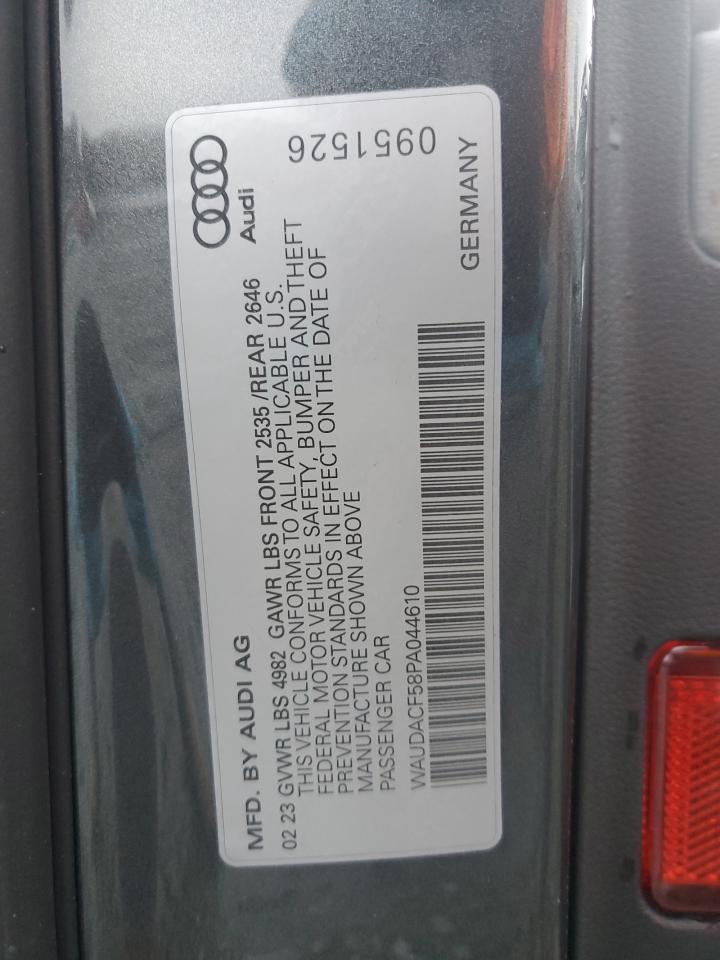 MFD. BY AUDI AG
Audi
02 23 GVWR LBS 4982 GAWR LBS FRONT 2535 /REAR 2646
THIS VEHICLE CONFORMS TO ALL APPLICABLE U.S.
FEDERAL MOTOR VEHICLE SAFETY, BUMPER AND THEFT
PREVENTION STANDARDS IN EFFECT ON THE DATE OF
MANUFACTURE SHOWN ABOVE
PASSENGER CAR
0951526
WAUDACF58PA044610
GERMANY